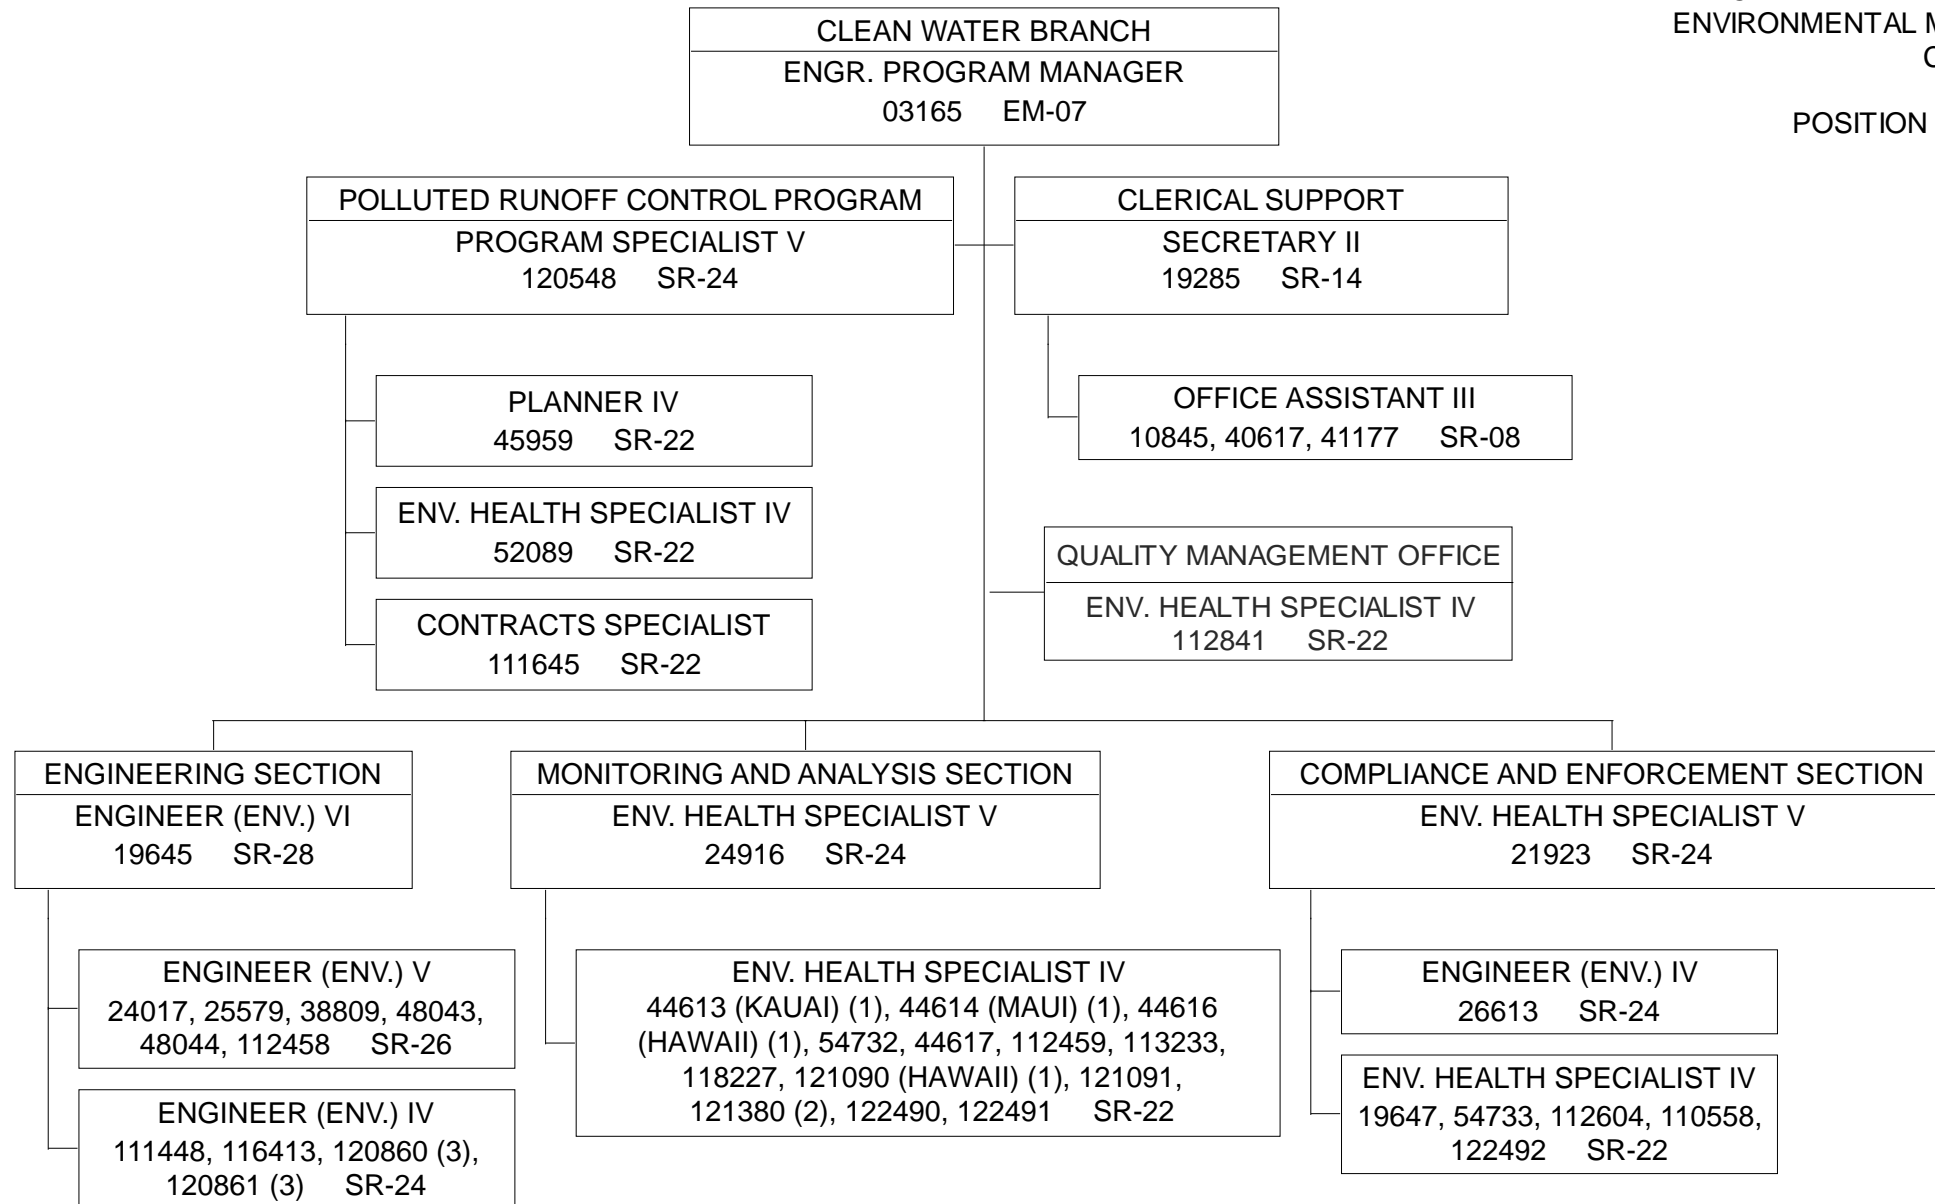 ENVIRONMENTAL
POSITION
CLEAN WATER BRANCH
ENGR. PROGRAM MANAGER
03165 EM-07
POLLUTED RUNOFF CONTROL PROGRAM
PROGRAM SPECIALIST V
120548 SR-24
CLERICAL SUPPORT
SECRETARY II
19285 SR-14
PLANNER IV
45959 SR-22
ENV. HEALTH SPECIALIST IV
52089 SR-22
CONTRACTS SPECIALIST
111645 SR-22
OFFICE ASSISTANT III
10845, 40617, 41177 SR-08
QUALITY MANAGEMENT OFFICE
ENV. HEALTH SPECIALIST IV
112841 SR-22
ENGINEERING SECTION
ENGINEER (ENV.) VI
19645 SR-28
ENGINEER (ENV.) V
24017, 25579, 38809, 48043,
48044, 112458 SR-26
ENGINEER (ENV.) IV
111448, 116413, 120860 (3),
120861 (3) SR-24
MONITORING AND ANALYSIS SECTION
ENV. HEALTH SPECIALIST V
24916 SR-24
ENV. HEALTH SPECIALIST IV
44613 (KAUAI) (1), 44614 (MAUI) (1), 44616
(HAWAII) (1), 54732, 44617, 112459, 113233,
118227, 121090 (HAWAII) (1), 121091,
121380 (2), 122490, 122491 SR-22
COMPLIANCE AND ENFORCEMENT SECTION
ENV. HEALTH SPECIALIST V
21923 SR-24
ENGINEER (ENV.) IV
26613 SR-24
ENV. HEALTH SPECIALIST IV
19647, 54733, 112604, 110558,
122492 SR-22